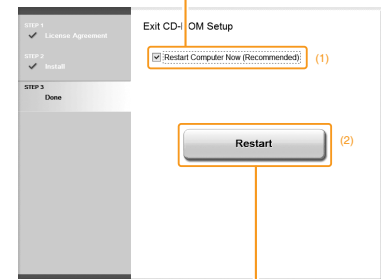 STEP 1
License Agreement
STEP 2
Install
STEP 3
Done
Exit CD-ROM Setup
Restart Computer Now (Recommended)
(1)
Restart
(2)